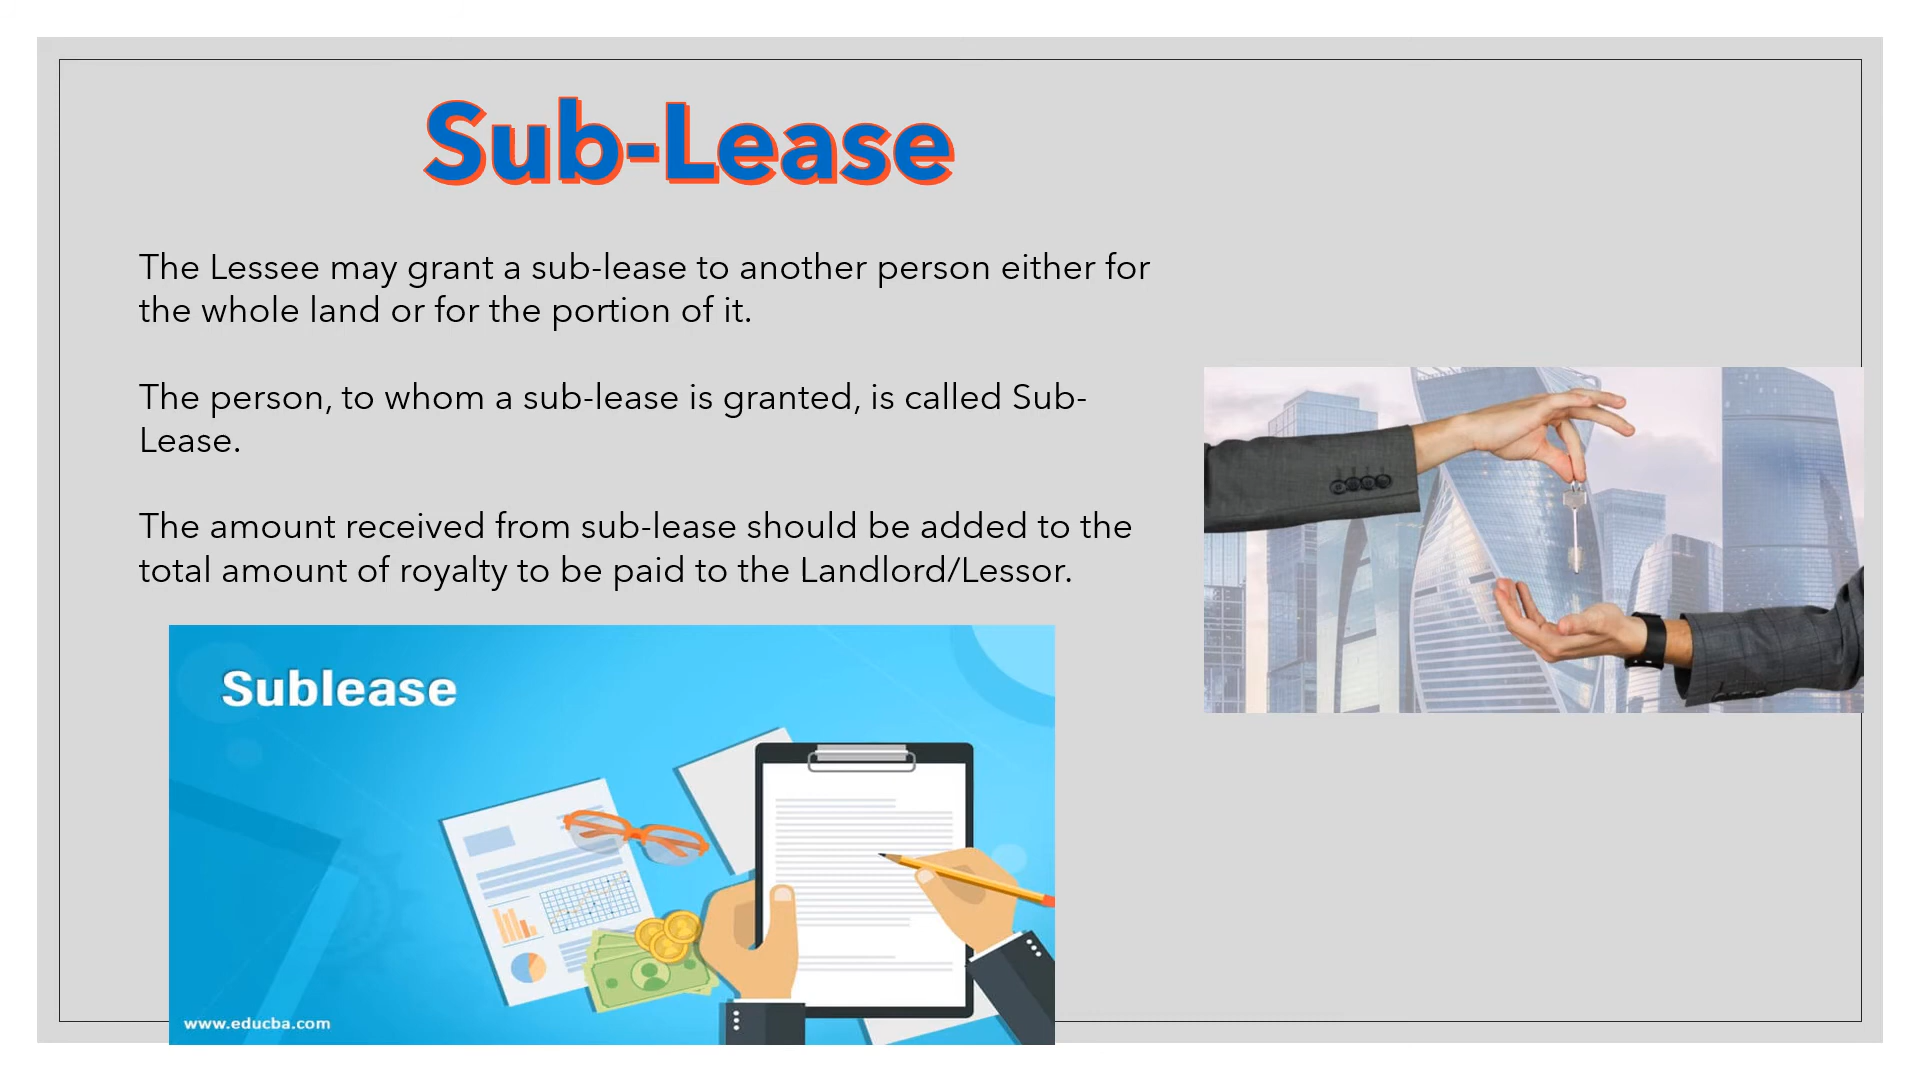 Sub-Lease
The Lessee may grant a sub-lease to another person either for
the whole land or for the portion of it.
The person, to whom a sub-lease is granted, is called Sub-
Lease.
The amount received from sub-lease should be added to the
total amount of royalty to be paid to the Landlord/Lessor.
Sublease
www.educba.com